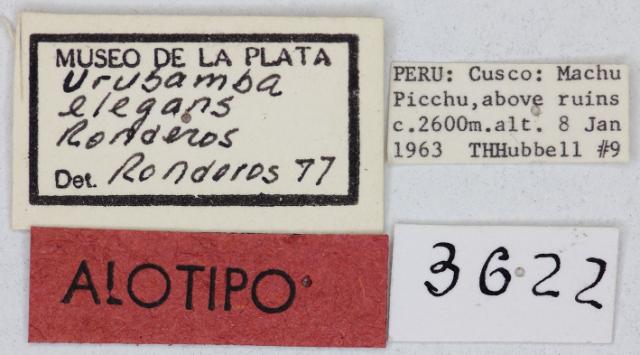 MUSEO DE LA PLATA
Urubamba
elegans
Ronderos
Det. Ronderos 77
PERU: Cusco: Machu
Picchu,above ruins
c.2600m.alt. 8 Jan
1963 THHubbell #9
ALOTIPO
3622